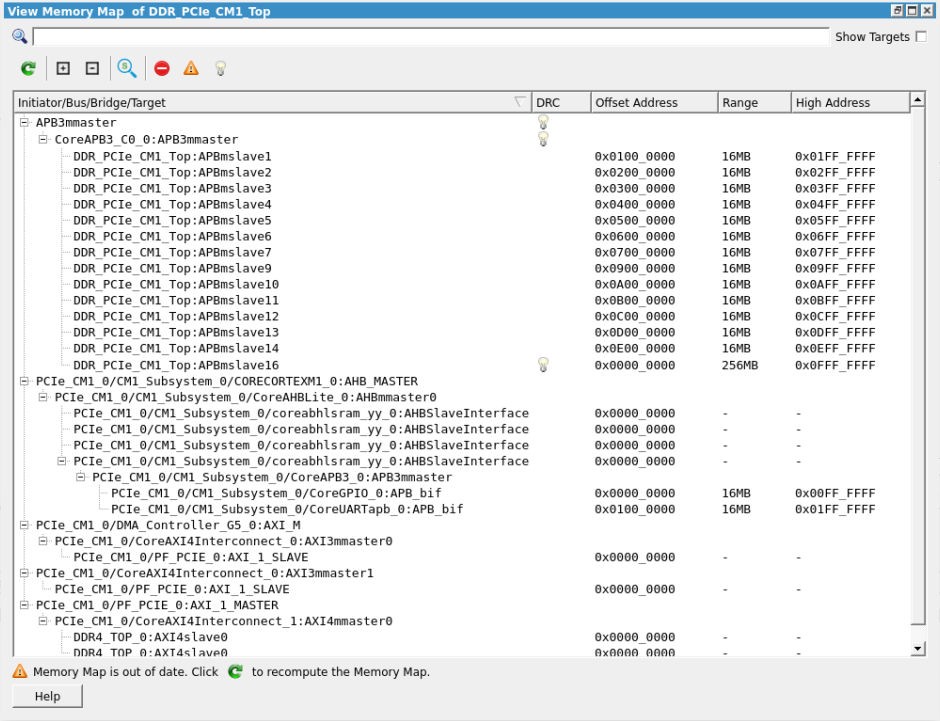 View Memory Map of DDR_PCIe_CM1_Top
Show Targets
Initiator/Bus/Bridge/Target DRC Offset Address Range High Address
APB3mmaster
CoreAPB3_C0_0:APB3mmaster
DDR_PCIe_CM1_Top:APBmslave1 0x0100_0000 16MB 0x01FF_FFFF
DDR_PCIe_CM1_Top:APBmslave2 0x0200_0000 16MB 0x02FF_FFFF
DDR_PCIe_CM1_Top:APBmslave3 0x0300_0000 16MB 0x03FF_FFFF
DDR_PCIe_CM1_Top:APBmslave4 0x0400_0000 16MB 0x04FF_FFFF
DDR_PCIe_CM1_Top:APBmslave5 0x0500_0000 16MB 0x05FF_FFFF
DDR_PCIe_CM1_Top:APBmslave6 0x0600_0000 16MB 0x06FF_FFFF
DDR_PCIe_CM1_Top:APBmslave7 0x0700_0000 16MB 0x07FF_FFFF
DDR_PCIe_CM1_Top:APBmslave9 0x0900_0000 16MB 0x09FF_FFFF
DDR_PCIe_CM1_Top:APBmslave10 0x0A00_0000 16MB 0x0AFF_FFFF
DDR_PCIe_CM1_Top:APBmslave11 0x0B00_0000 16MB 0x0BFF_FFFF
DDR_PCIe_CM1_Top:APBmslave12 0x0C00_0000 16MB 0x0CFF_FFFF
DDR_PCIe_CM1_Top:APBmslave13 0x0D00_0000 16MB 0x0DFF_FFFF
DDR_PCIe_CM1_Top:APBmslave14 0x0E00_0000 16MB 0x0EFF_FFFF
DDR_PCIe_CM1_Top:APBmslave16 0x0000_0000 256MB 0x0FFF_FFFF
PCIe_CM1_0/CM1_Subsystem_0/CORECORTEXM1_0:AHB_MASTER
PCIe_CM1_0/CM1_Subsystem_0/CoreAHBLite_0:AHBmmaster0
PCIe_CM1_0/CM1_Subsystem_0/coreabhlsram_yy_0:AHBSlaveInterface 0x0000_0000 - -
PCIe_CM1_0/CM1_Subsystem_0/coreabhlsram_yy_0:AHBSlaveInterface 0x0000_0000 - -
PCIe_CM1_0/CM1_Subsystem_0/coreabhlsram_yy_0:AHBSlaveInterface 0x0000_0000 - -
PCIe_CM1_0/CM1_Subsystem_0/coreabhlsram_yy_0:AHBSlaveInterface 0x0000_0000 - -
PCIe_CM1_0/CM1_Subsystem_0/CoreAPB3_0:APB3mmaster
PCIe_CM1_0/CM1_Subsystem_0/CoreGPIO_0:APB_bif 0x0000_0000 16MB 0x00FF_FFFF
PCIe_CM1_0/CM1_Subsystem_0/CoreUARTapb_0:APB_bif 0x0100_0000 16MB 0x01FF_FFFF
PCIe_CM1_0/DMA_Controller_G5_0:AXI_M
PCIe_CM1_0/CoreAXI4Interconnect_0:AXI3mmaster0
PCIe_CM1_0/PF_PCIE_0:AXI_1_SLAVE 0x0000_0000 - -
PCIe_CM1_0/CoreAXI4Interconnect_0:AXI3mmaster1
PCIe_CM1_0/PF_PCIE_0:AXI_1_SLAVE 0x0000_0000 - -
PCIe_CM1_0/PF_PCIE_0:AXI_1_MASTER
PCIe_CM1_0/CoreAXI4Interconnect_1:AXI4mmaster0
DDR4_TOP_0:AXI4slave0 0x0000_0000 - -
DDR4_TOP_0:AXI4slave0 0x0000_0000 - -
Memory Map is out of date. Click to recompute the Memory Map.
Help